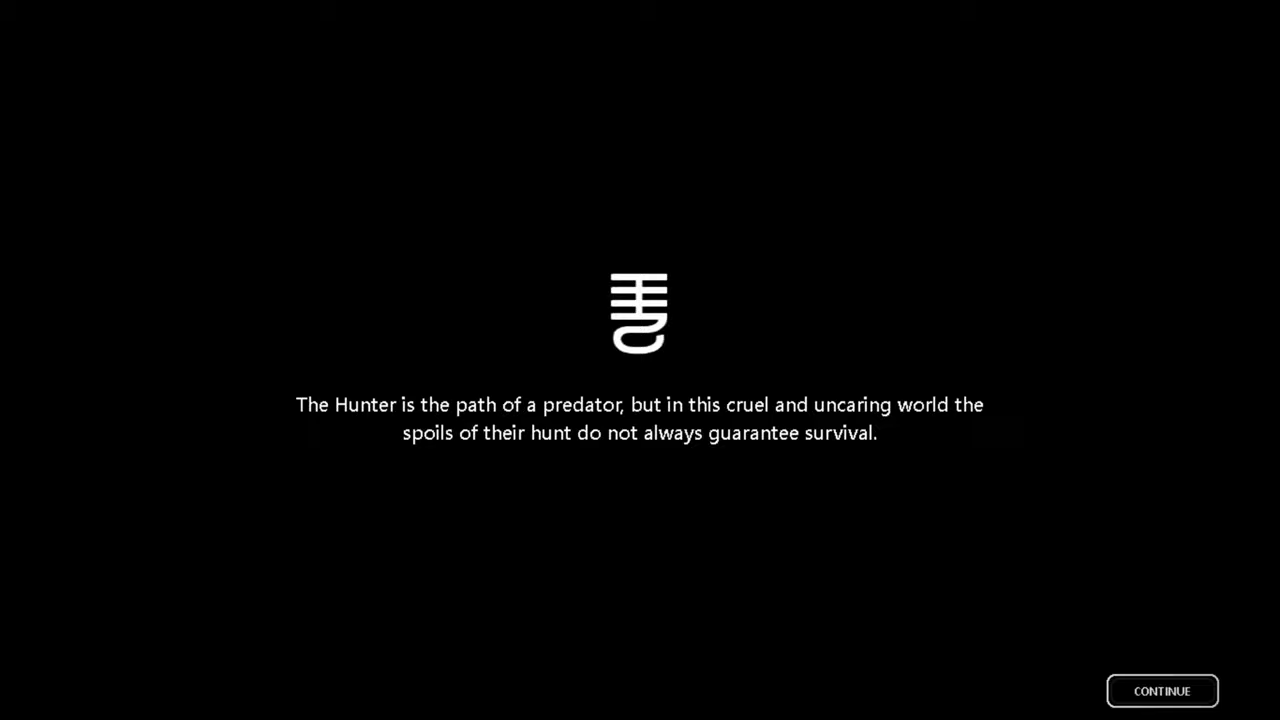 The Hunter is the path of a predator, but in this cruel and uncaring world the
spoils of their hunt do not always guarantee survival.
CONTINUE